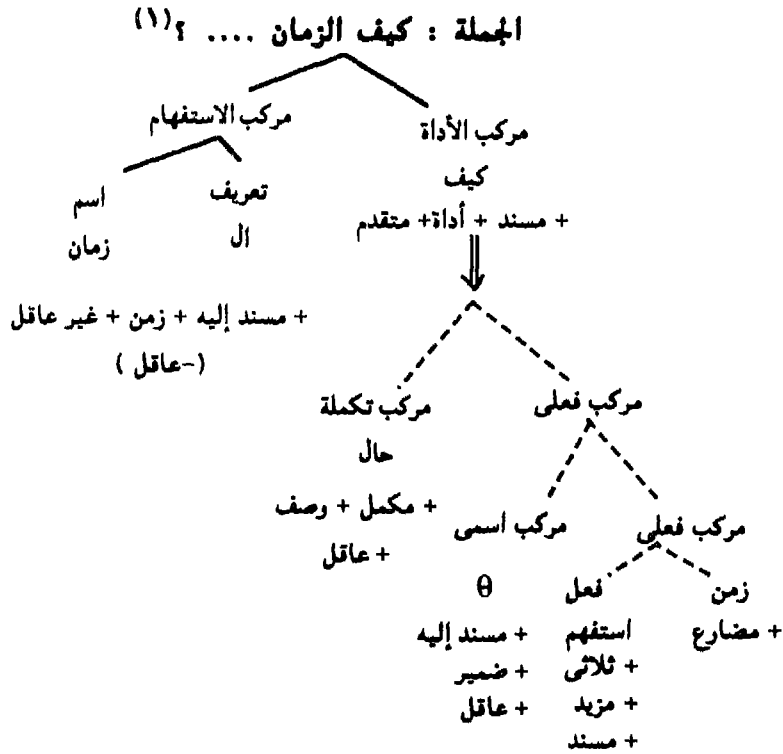 الجملة : كيف الزمان .... ؟ (١)
مركب الأداة
مركب الاستفهام
كيف
+ مسند + أداة + متقدم
تعريف
اسم
ال
زمان
+ مسند إليه + زمن + غير عاقل
(-عاقل)
مركب فعلى
مركب تكملة
حال
+ مكمل + وصف
+ عاقل
مركب فعلى
مركب اسمى
زمن
فعل
θ
+ مضارع
استفهم
+ مسند إليه
+ ثلاثى
+ ضمير
+ مزيد
+ عاقل
+ مسند